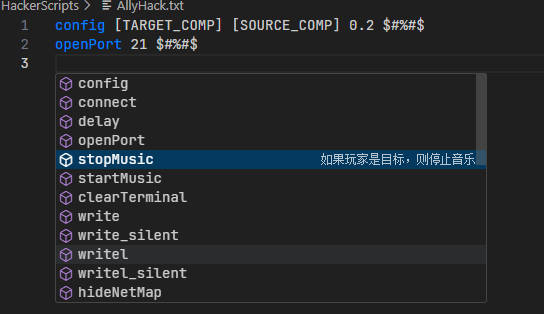 HackerScripts > AllyHack.txt
1 config [TARGET_COMP] [SOURCE_COMP] 0.2 $#%#$
2 openPort 21 $#%#$
3
config
connect
delay
openPort
stopMusic 如果玩家是目标，则停止音乐
startMusic
clearTerminal
write
write_silent
writel
writel_silent
hideNetMap